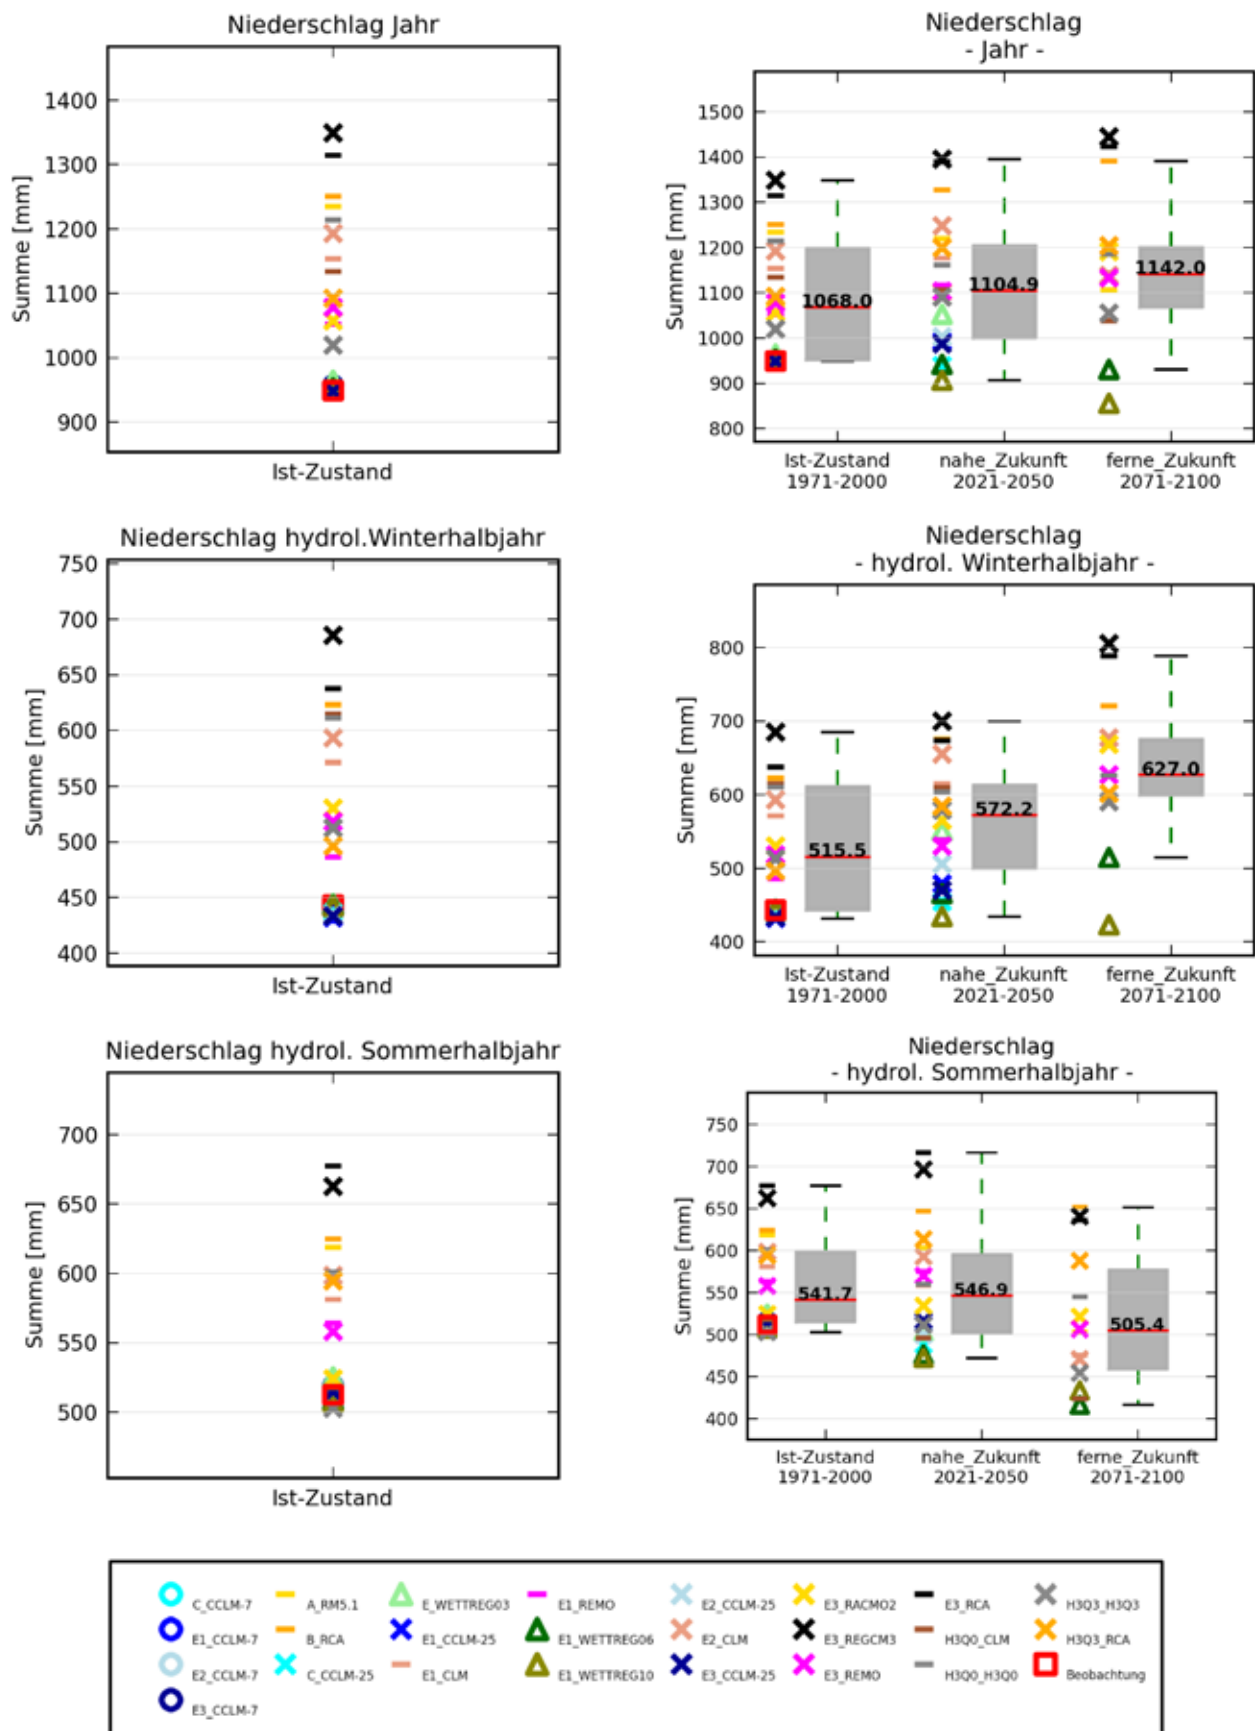 Niederschlag Jahr
Summe [mm]
1400
1300
1200
1100
1000
900
Ist-Zustand
Niederschlag
- Jahr -
Summe [mm]
1500
1400
1300
1200
1100
1000
900
800
1068.0
1104.9
1142.0
Ist-Zustand
1971-2000
nahe_Zukunft
2021-2050
ferne_Zukunft
2071-2100
Niederschlag hydrol.Winterhalbjahr
Summe [mm]
750
700
650
600
550
500
450
400
Ist-Zustand
Niederschlag
- hydrol. Winterhalbjahr -
Summe [mm]
800
700
600
500
400
515.5
572.2
627.0
Ist-Zustand
1971-2000
nahe_Zukunft
2021-2050
ferne_Zukunft
2071-2100
Niederschlag hydrol. Sommerhalbjahr
Summe [mm]
700
650
600
550
500
Ist-Zustand
Niederschlag
- hydrol. Sommerhalbjahr -
Summe [mm]
750
700
650
600
550
500
450
400
541.7
546.9
505.4
Ist-Zustand
1971-2000
nahe_Zukunft
2021-2050
ferne_Zukunft
2071-2100
C_CCLM-7
E1_CCLM-7
E2_CCLM-7
E3_CCLM-7
A_RM5.1
B_RCA
C_CCLM-25
E_WETTREG03
E1_CCLM-25
E1_CLM
E1_REMO
E1_WETTREG06
E1_WETTREG10
E2_CCLM-25
E2_CLM
E3_CCLM-25
E3_RACMO2
E3_REGCM3
E3_REMO
E3_RCA
H3Q0_CLM
H3Q0_H3Q0
H3Q3_H3Q3
H3Q3_RCA
Beobachtung